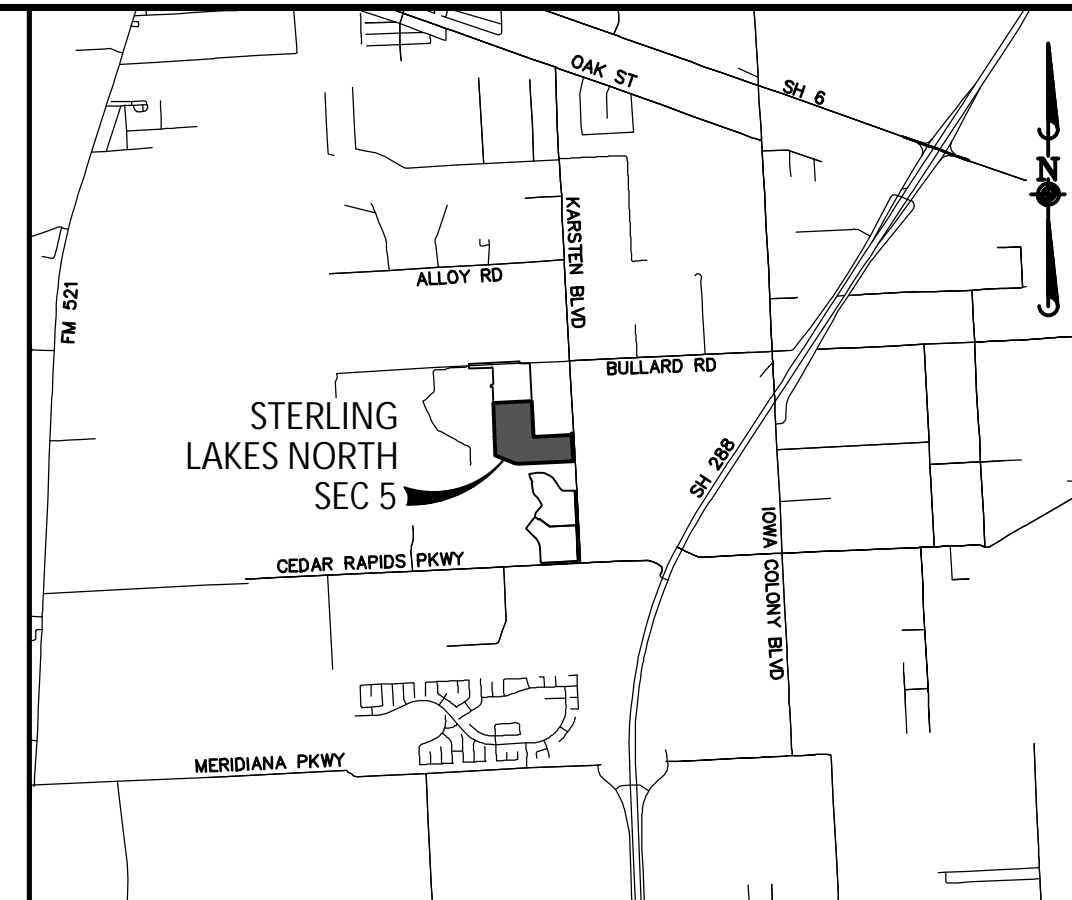 OAK ST
SH 6
N
KARSTEN BLVD
ALLOY RD
FM 521
BULLARD RD
STERLING
LAKES NORTH
SEC 5
SH 288
IOWA COLONY BLVD
CEDAR RAPIDS PKWY
MERIDIANA PKWY